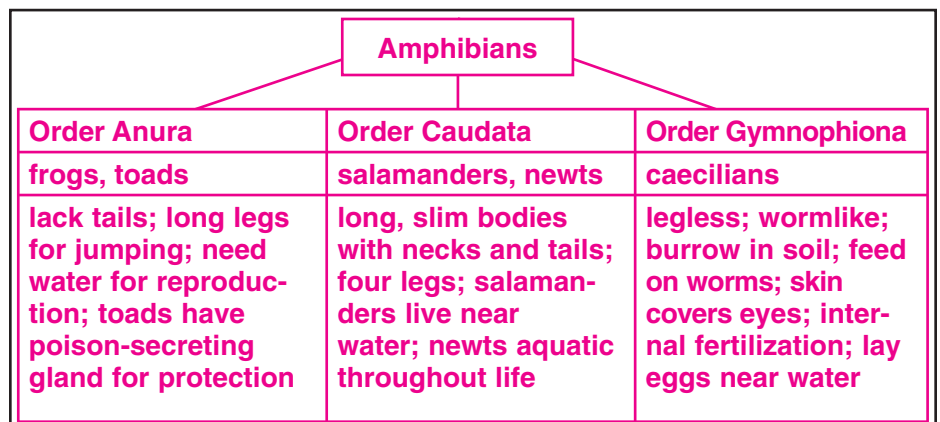 Amphibians
Order Anura
Order Caudata
Order Gymnophiona
frogs, toads
salamanders, newts
caecilians
lack tails; long legs
for jumping; need
water for reproduc-
tion; toads have
poison-secreting
gland for protection
long, slim bodies
with necks and tails;
four legs; salaman-
ders live near
water; newts aquatic
throughout life
legless; wormlike;
burrow in soil; feed
on worms; skin
covers eyes; inter-
nal fertilization; lay
eggs near water